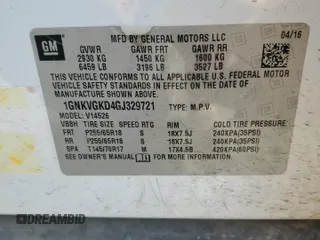 GM
MFD BY GENERAL MOTORS LLC
04/16
GVWR GAWR FRT GAWR RR
2930 KG 1450 KG 1600 KG
6459 LB 3196 LB 3527 LB
THIS VEHICLE CONFORMS TO ALL APPLICABLE U.S. FEDERAL
THEFT PREVENTION STANDARDS IN EFFECT ON THE DATE OF
MANUFACTURE SHOWN ABOVE.
1GNKVGKD4GJ329721 TYPE: M.P.V.
MODEL: V14526
VBBH TIRE SIZE SPEED RTG RIM COLD TIRE PRESSURE
FRT P255/65R18 S 18X7.5J 240KPA(35PSI)
RR P255/65R18 S 18X7.5J 240KPA(35PSI)
SPA T145/70R17 M 17X4.5B 420KPA(60PSI)
SEE OWNER'S MANUAL FOR MORE INFORMATION.
© DREAMBID AUTO